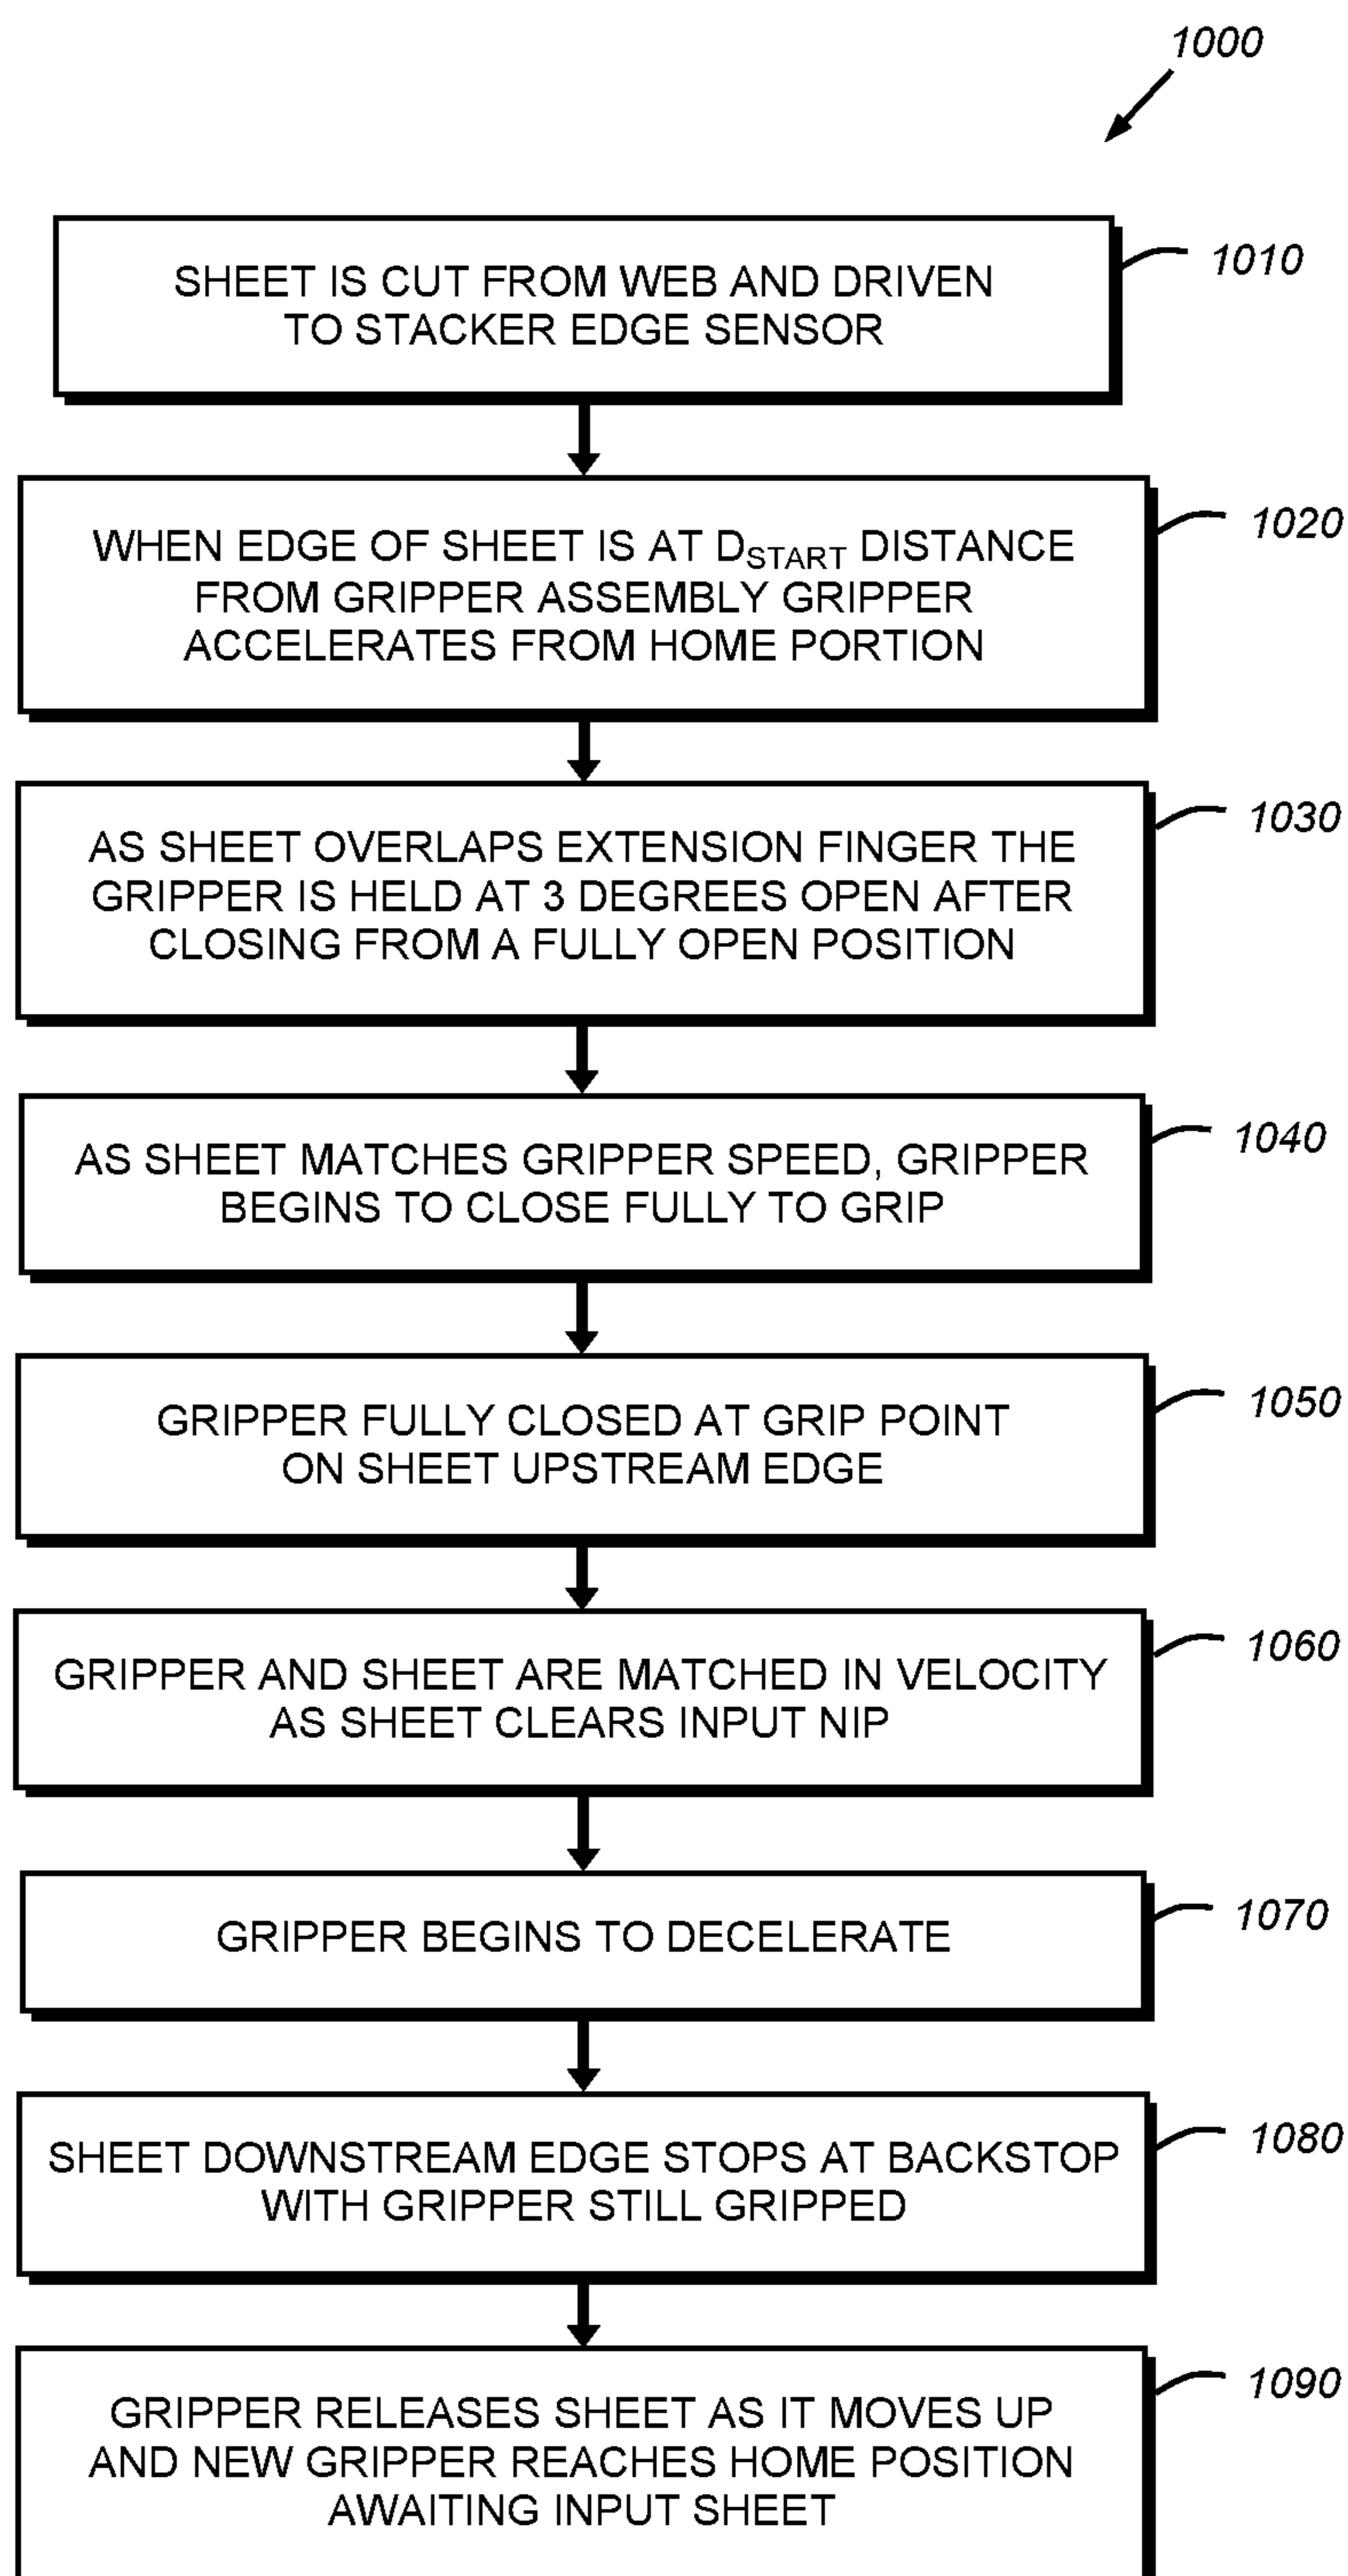 1000
SHEET IS CUT FROM WEB AND DRIVEN
TO STACKER EDGE SENSOR
1010
WHEN EDGE OF SHEET IS AT DSTART DISTANCE
FROM GRIPPER ASSEMBLY GRIPPER
ACCELERATES FROM HOME PORTION
1020
AS SHEET OVERLAPS EXTENSION FINGER THE
GRIPPER IS HELD AT 3 DEGREES OPEN AFTER
CLOSING FROM A FULLY OPEN POSITION
1030
AS SHEET MATCHES GRIPPER SPEED, GRIPPER
BEGINS TO CLOSE FULLY TO GRIP
1040
GRIPPER FULLY CLOSED AT GRIP POINT
ON SHEET UPSTREAM EDGE
1050
GRIPPER AND SHEET ARE MATCHED IN VELOCITY
AS SHEET CLEARS INPUT NIP
1060
GRIPPER BEGINS TO DECELERATE
1070
SHEET DOWNSTREAM EDGE STOPS AT BACKSTOP
WITH GRIPPER STILL GRIPPED
1080
GRIPPER RELEASES SHEET AS IT MOVES UP
AND NEW GRIPPER REACHES HOME POSITION
AWAITING INPUT SHEET
1090